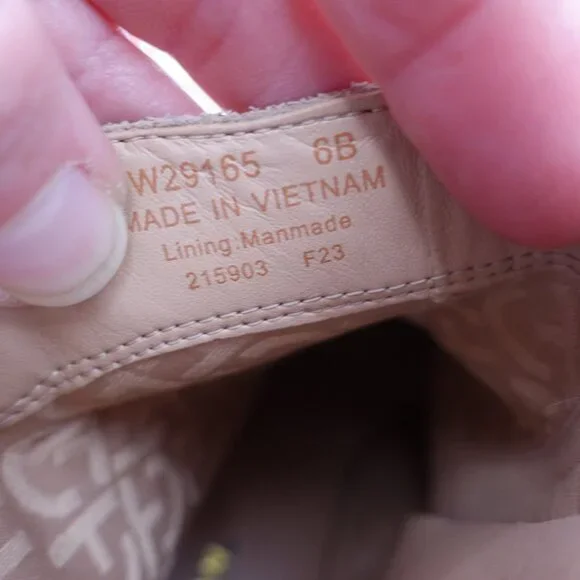 W29165 6B
MADE IN VIETNAM
Lining:Manmade
215903 F23